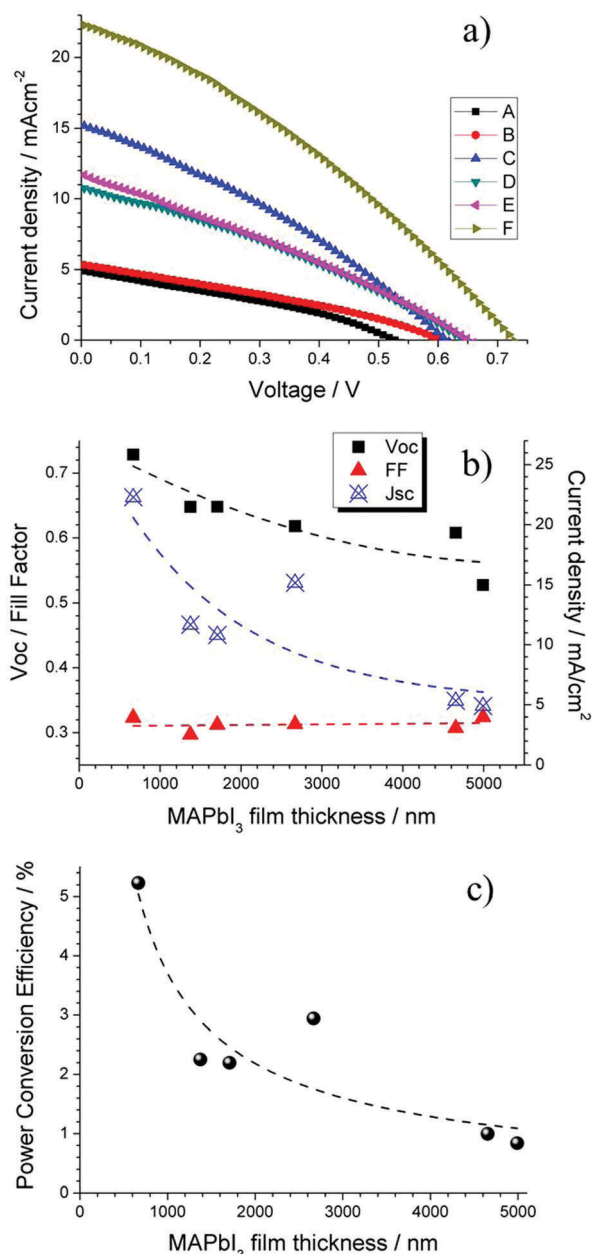 a)
20
15
10
5
0
Current density / mAcm⁻²
A
B
C
D
E
F
0.0 0.1 0.2 0.3 0.4 0.5 0.6 0.7
Voltage / V
b)
Voc
FF
Jsc
0.7
0.6
0.5
0.4
0.3
Voc / Fill Factor
25
20
15
10
5
0
Current density / mA/cm²
0 1000 2000 3000 4000 5000
MAPbI₃ film thickness / nm
c)
5
4
3
2
1
0
Power Conversion Efficiency / %
0 1000 2000 3000 4000 5000
MAPbI₃ film thickness / nm